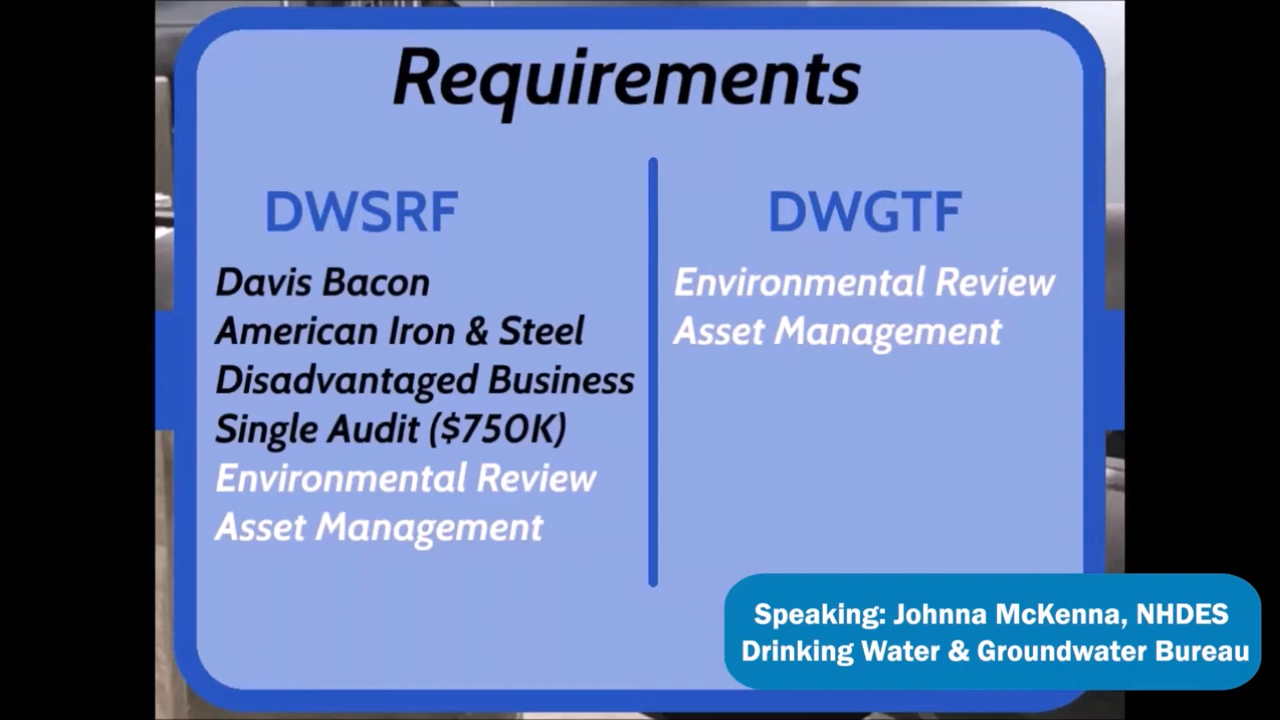 Requirements
DWSRF
Davis Bacon
American Iron & Steel
Disadvantaged Business
Single Audit ($750K)
Environmental Review
Asset Management
DWGTF
Environmental Review
Asset Management
Speaking: Johnna McKenna, NHDES
Drinking Water & Groundwater Bureau